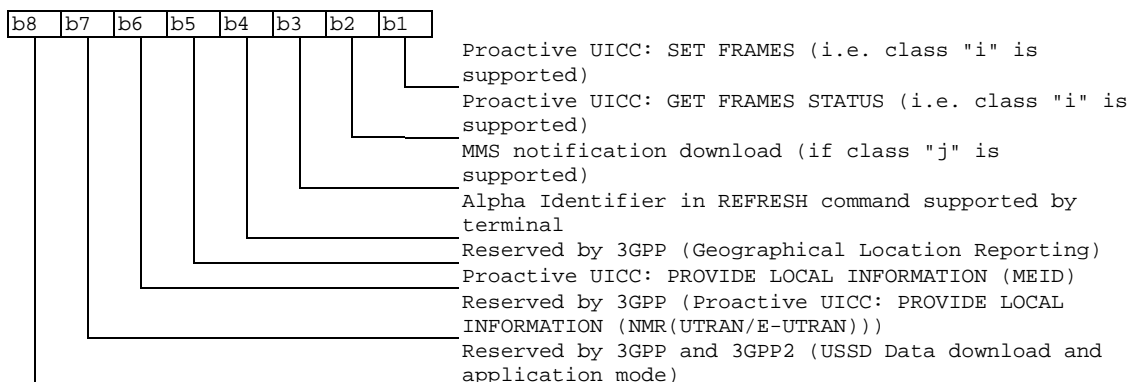 b8 b7 b6 b5 b4 b3 b2 b1
Proactive UICC: SET FRAMES (i.e. class "i" is
supported)
Proactive UICC: GET FRAMES STATUS (i.e. class "i" is
supported)
MMS notification download (if class "j" is
supported)
Alpha Identifier in REFRESH command supported by
terminal
Reserved by 3GPP (Geographical Location Reporting)
Proactive UICC: PROVIDE LOCAL INFORMATION (MEID)
Reserved by 3GPP (Proactive UICC: PROVIDE LOCAL
INFORMATION (NMR(UTRAN/E-UTRAN)))
Reserved by 3GPP and 3GPP2 (USSD Data download and
application mode)